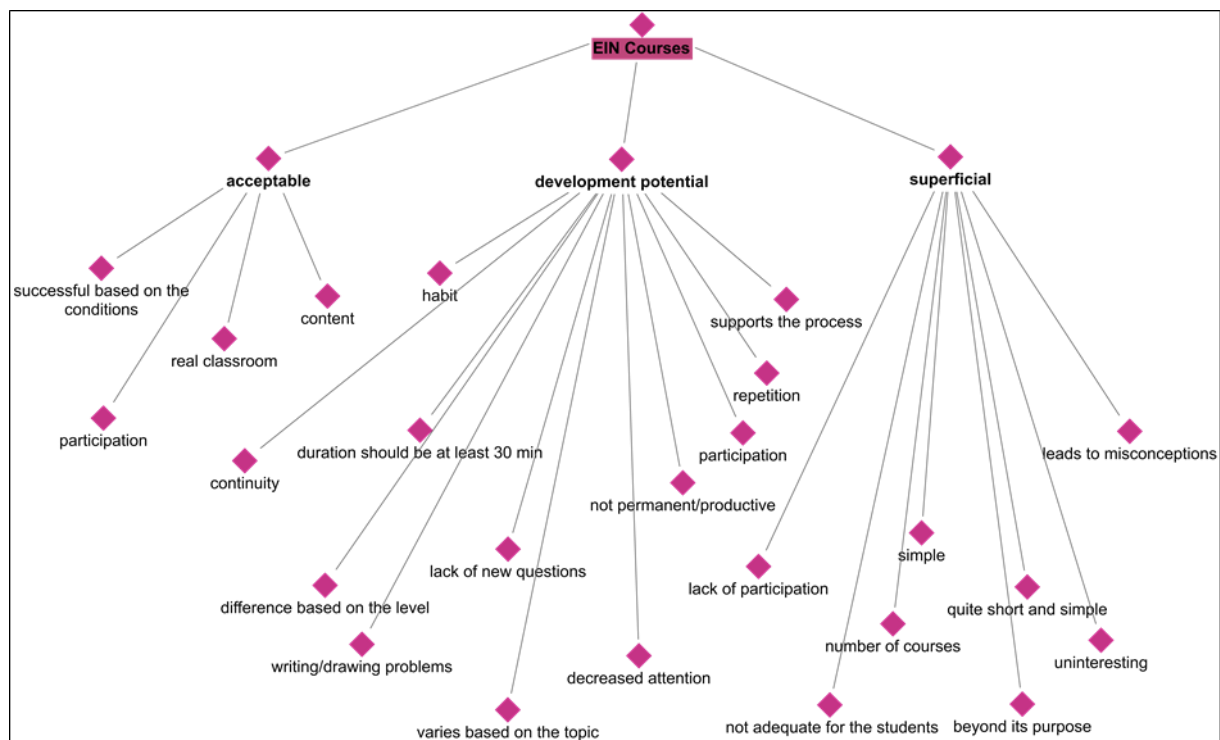 EIN Courses
acceptable
development potential
superficial
successful based on the
conditions
habit
content
supports the process
real classroom
repetition
participation
duration should be at least 30 min
participation
leads to misconceptions
continuity
not permanent/productive
simple
lack of new questions
lack of participation
difference based on the level
quite short and simple
number of courses
writing/drawing problems
decreased attention
uninteresting
varies based on the topic
not adequate for the students
beyond its purpose